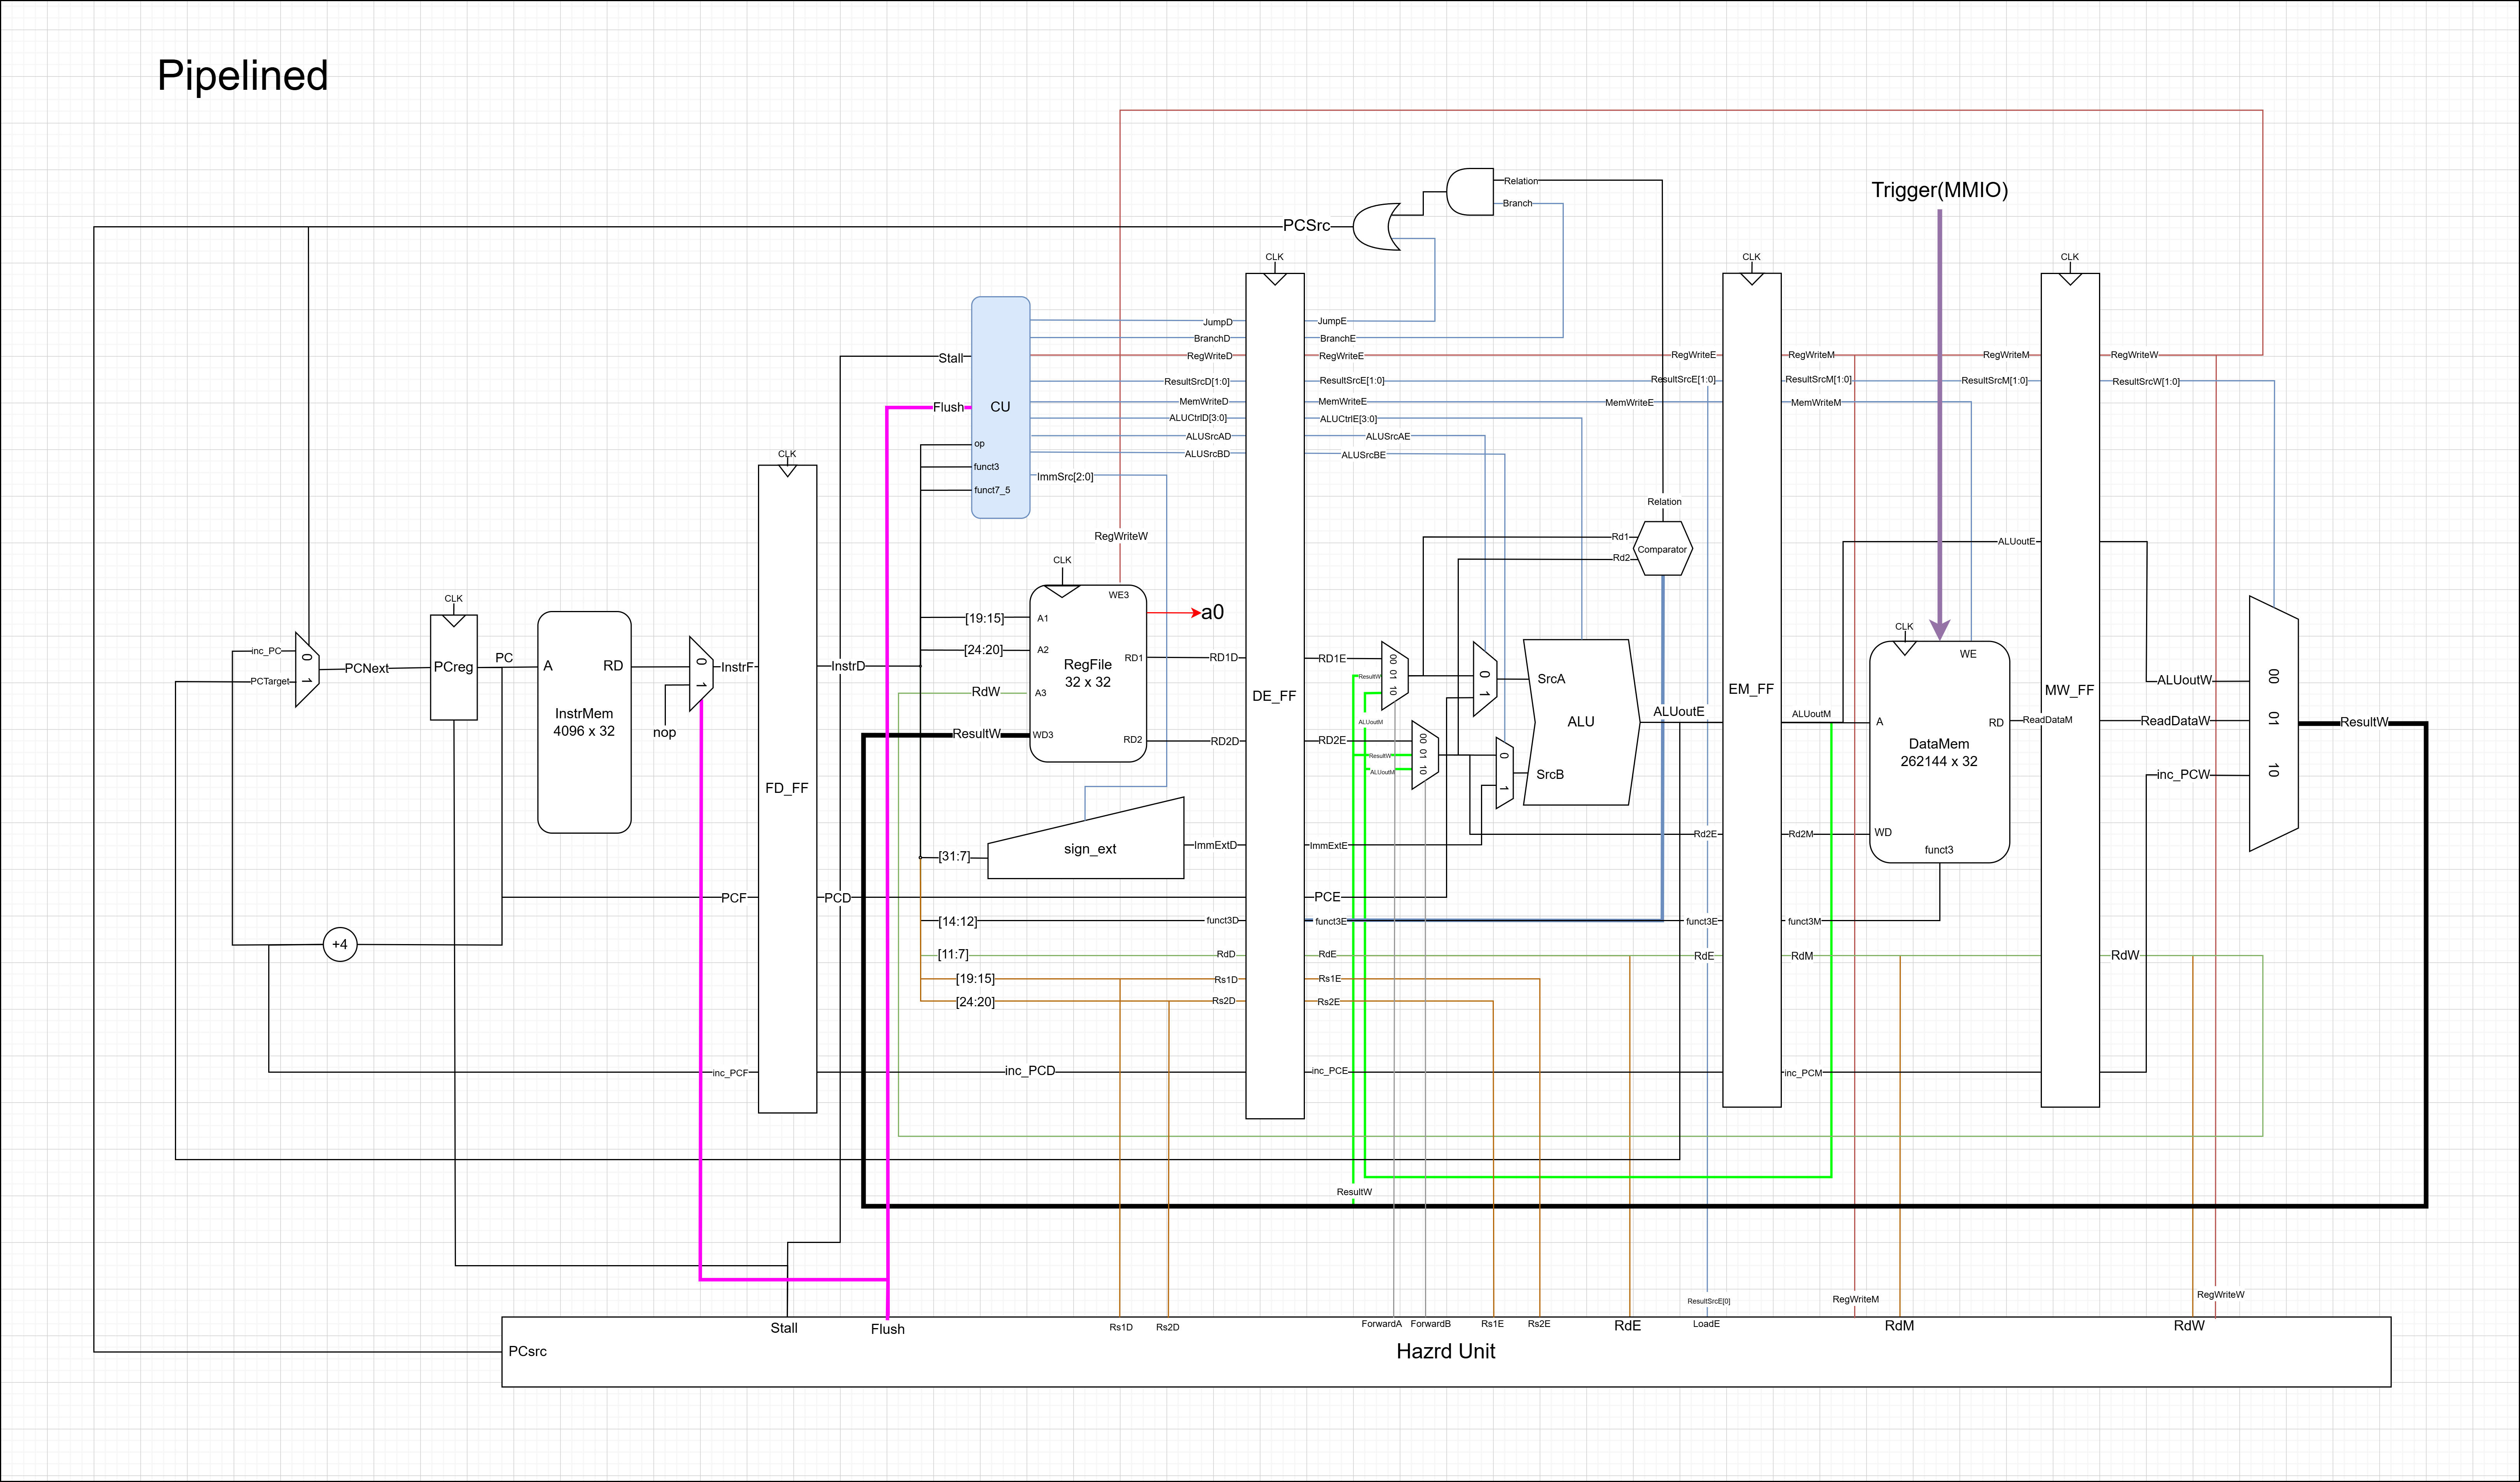 Pipelined
Trigger(MMIO)
Relation
Branch
PCSrc
CLK
CLK
CLK
JumpD
JumpE
BranchD
BranchE
Stall
RegWriteD
RegWriteE
RegWriteE
RegWriteM
RegWriteM
RegWriteW
ResultSrcD[1:0]
ResultSrcE[1:0]
ResultSrcE[1:0]
ResultSrcM[1:0]
ResultSrcM[1:0]
ResultSrcW[1:0]
Flush
CU
MemWriteD
MemWriteE
MemWriteE
MemWriteM
ALUCtrlD[3:0]
ALUCtrlE[3:0]
op
ALUSrcAD
ALUSrcAE
CLK
ALUSrcBD
ALUSrcBE
funct3
ImmSrc[2:0]
funct7_5
Relation
RegWriteW
Rd1
ALUoutE
Comparator
Rd2
CLK
CLK
WE3
CLK
[19:15]
A1
a0
CLK
inc_PC
0
PCNext
PCreg
PC
A
RD
0
InstrF
InstrD
[24:20]
A2
RegFile
32 x 32
RD1
RD1D
RD1E
00
01
10
ResultW
0
1
SrcA
WE
PCTarget
1
1
nop
InstrMem
4096 x 32
RdW
A3
DE_FF
EM_FF
MW_FF
ALUoutW
00
ResultW
WD3
RD2
RD2D
RD2E
ALUoutM
00
01
10
ResultW
ALUoutM
0
1
SrcB
ALU
ALUoutE
ALUoutM
A
RD
DataMem
262144 x 32
ReadDataM
ReadDataW
01
ResultW
inc_PCW
10
FD_FF
Rd2E
Rd2M
WD
[31:7]
sign_ext
ImmExtD
ImmExtE
funct3
PCF
PCD
PCE
[14:12]
funct3D
funct3E
funct3E
funct3M
+4
[11:7]
RdD
RdE
RdE
RdM
RdW
[19:15]
Rs1D
Rs1E
[24:20]
Rs2D
Rs2E
inc_PCF
inc_PCD
inc_PCE
inc_PCM
ResultW
ResultSrcE[0]
RegWriteM
RegWriteW
Stall
Flush
Rs1D
Rs2D
ForwardA
ForwardB
Rs1E
Rs2E
RdE
LoadE
RdM
RdW
PCsrc
Hazrd Unit